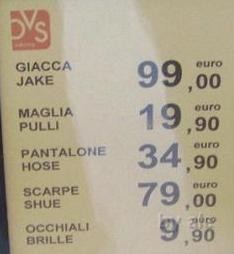 OVS
GIACCA
JAKE
99,00 euro
MAGLIA
PULLI
19,90 euro
PANTALONE
HOSE
34,90 euro
SCARPE
SHUE
79,00 euro
OCCHIALI
BRILLE
9,90 euro